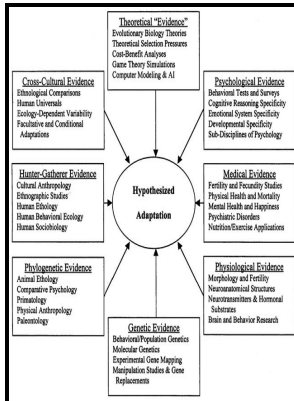 Theoretical "Evidence"
Evolutionary Biology Theories
Theoretical Selection Pressures
Cost-Benefit Analyses
Game Theory Simulations
Computer Modeling & AI
Cross-Cultural Evidence
Ethnological Comparisons
Human Universals
Ecology-Dependent Variability
Facultative and Conditional
Adaptations
Psychological Evidence
Behavioral Tests and Surveys
Cognitive Reasoning Specificity
Emotional System Specificity
Developmental Specificity
Sub-Disciplines of Psychology
Hunter-Gatherer Evidence
Cultural Anthropology
Ethnographic Studies
Human Ethology
Human Behavioral Ecology
Human Sociobiology
Hypothesized
Adaptation
Medical Evidence
Fertility and Fecundity Studies
Physical Health and Mortality
Mental Health and Happiness
Psychiatric Disorders
Nutrition/Exercise Applications
Phylogenetic Evidence
Animal Ethology
Comparative Psychology
Primatology
Physical Anthropology
Paleontology
Physiological Evidence
Morphology and Fertility
Neuroanatomical Structures
Neurotransmitters & Hormonal
Substrates
Brain and Behavior Research
Genetic Evidence
Behavioral/Population Genetics
Molecular Genetics
Experimental Gene Mapping
Manipulation Studies & Gene
Replacements